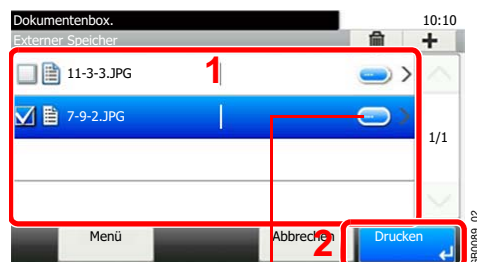 Dokumentenbox. 10:10
Externer Speicher
1
11-3-3.JPG
7-9-2.JPG
1/1
Menü Abbrechen 2 Drucken